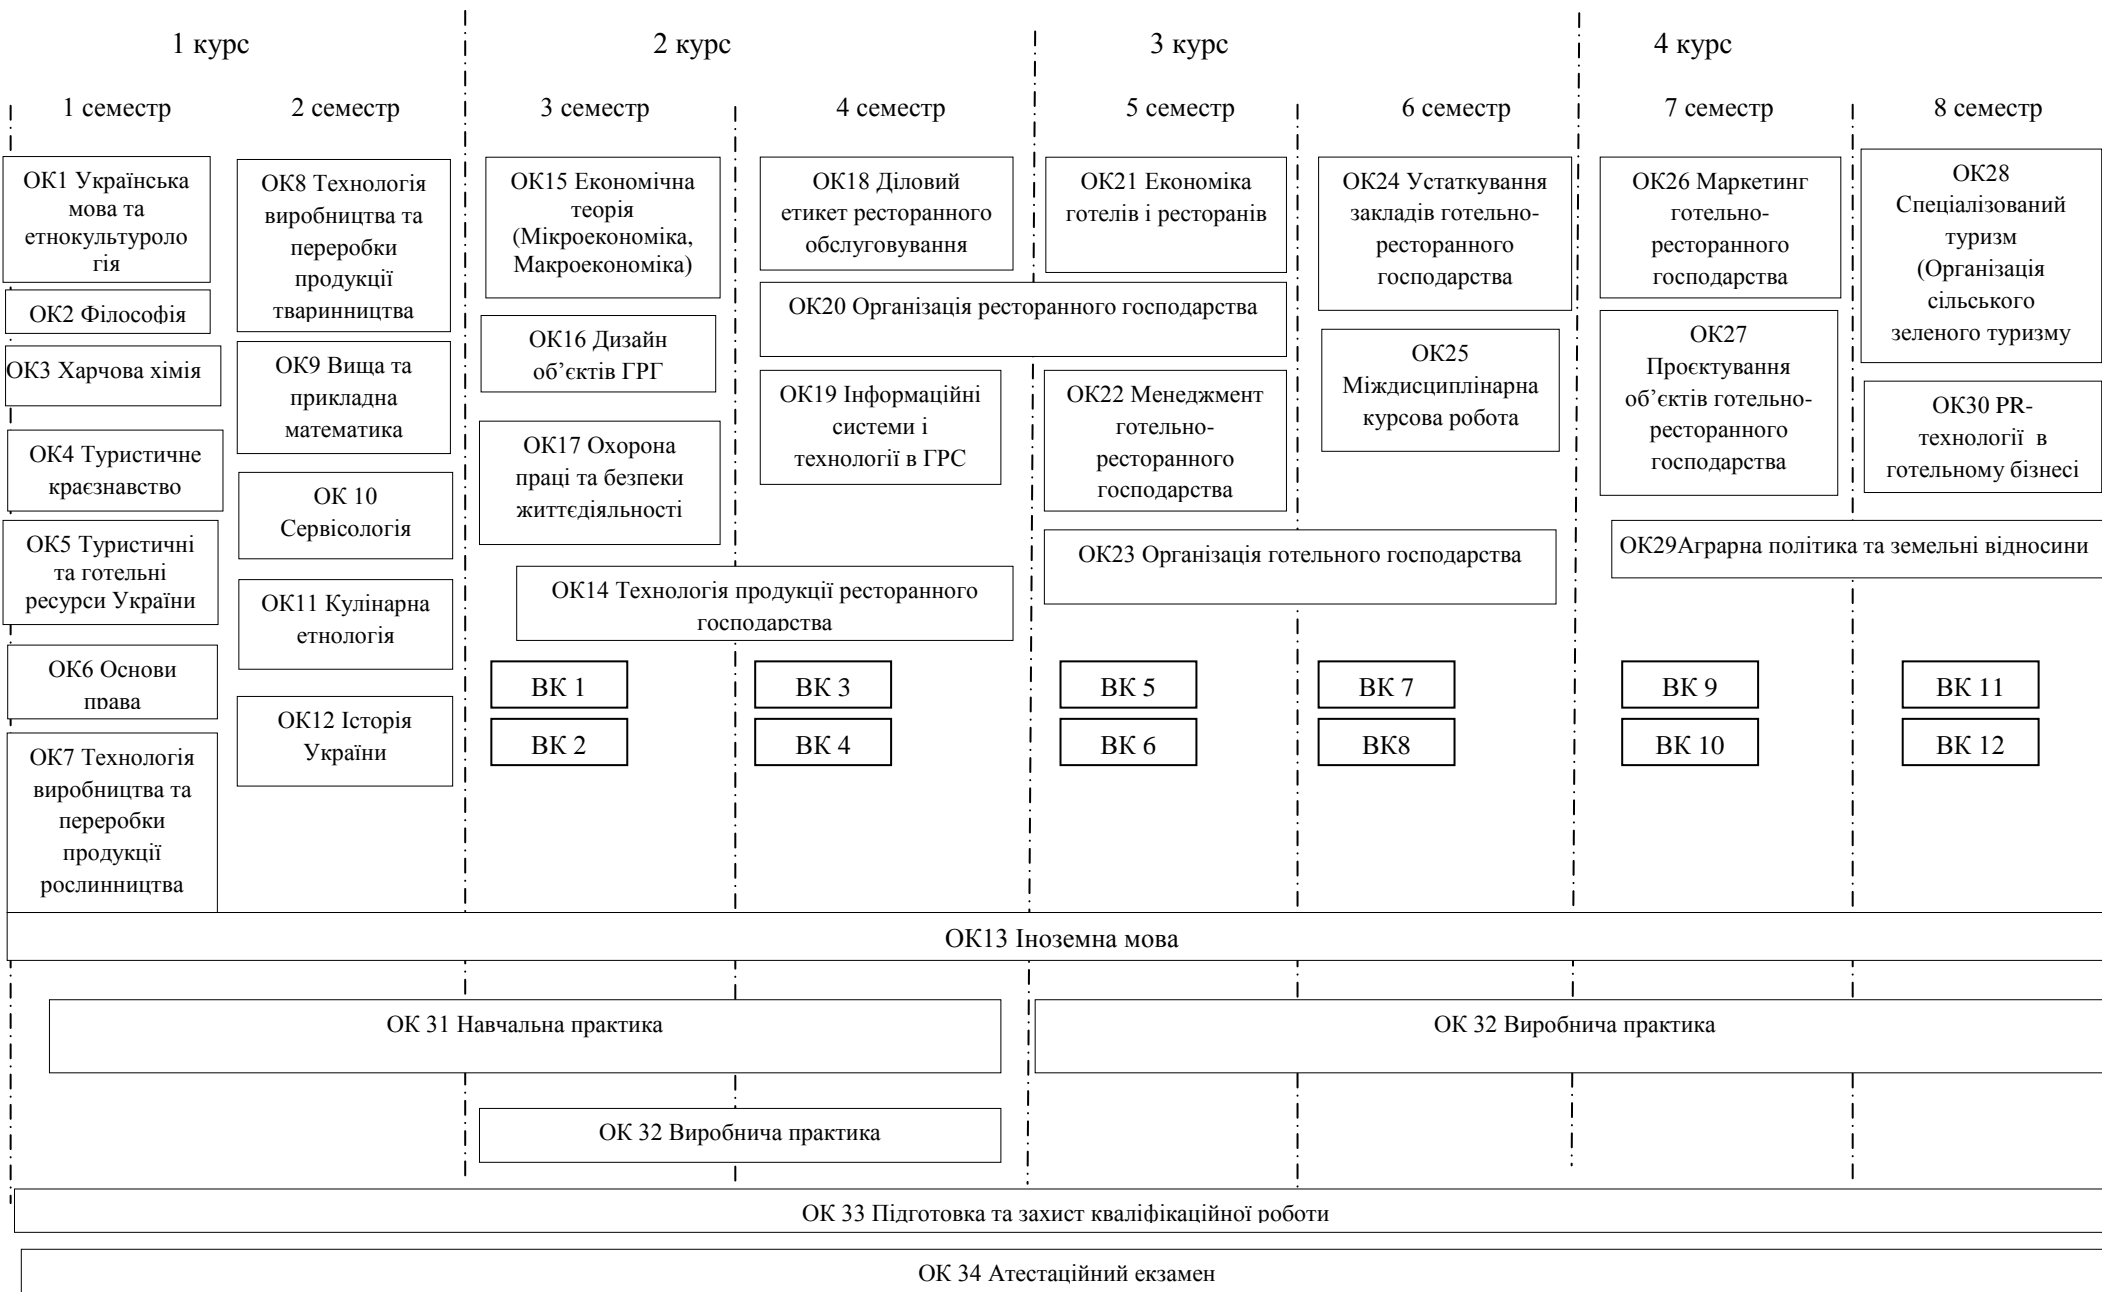 1 курс
2 курс
3 курс
4 курс
1 семестр
2 семестр
3 семестр
4 семестр
5 семестр
6 семестр
7 семестр
8 семестр
ОК1 Українська
мова та
етнокультуроло
гія
ОК2 Філософія
ОК3 Харчова хімія
ОК4 Туристичне
краєзнавство
ОК5 Туристичні
та готельні
ресурси України
ОК6 Основи
права
ОК7 Технологія
виробництва та
переробки
продукції
рослинництва
ОК8 Технологія
виробництва та
переробки
продукції
тваринництва
ОК9 Вища та
прикладна
математика
ОК 10
Сервісологія
ОК11 Кулінарна
етнологія
ОК12 Історія
України
ОК15 Економічна
теорія
(Мікроекономіка,
Макроекономіка)
ОК16 Дизайн
об’єктів ГРГ
ОК17 Охорона
праці та безпеки
життєдіяльності
ОК18 Діловий
етикет ресторанного
обслуговування
ОК20 Організація ресторанного господарства
ОК19 Інформаційні
системи і
технології в ГРС
ОК14 Технологія продукції ресторанного
господарства
ОК21 Економіка
готелів і ресторанів
ОК22 Менеджмент
готельно-
ресторанного
господарства
ОК23 Організація готельного господарства
ОК24 Устаткування
закладів готельно-
ресторанного
господарства
ОК25
Міждисциплінарна
курсова робота
ОК26 Маркетинг
готельно-
ресторанного
господарства
ОК27
Проєктування
об’єктів готельно-
ресторанного
господарства
ОК28
Спеціалізований
туризм
(Організація
сільського
зеленого туризму
ОК30 PR-
технології в
готельному бізнесі
ОК29Аграрна політика та земельні відносини
ВК 1
ВК 3
ВК 5
ВК 7
ВК 9
ВК 11
ВК 2
ВК 4
ВК 6
ВК8
ВК 10
ВК 12
ОК13 Іноземна мова
ОК 31 Навчальна практика
ОК 32 Виробнича практика
ОК 32 Виробнича практика
ОК 33 Підготовка та захист кваліфікаційної роботи
ОК 34 Атестаційний екзамен